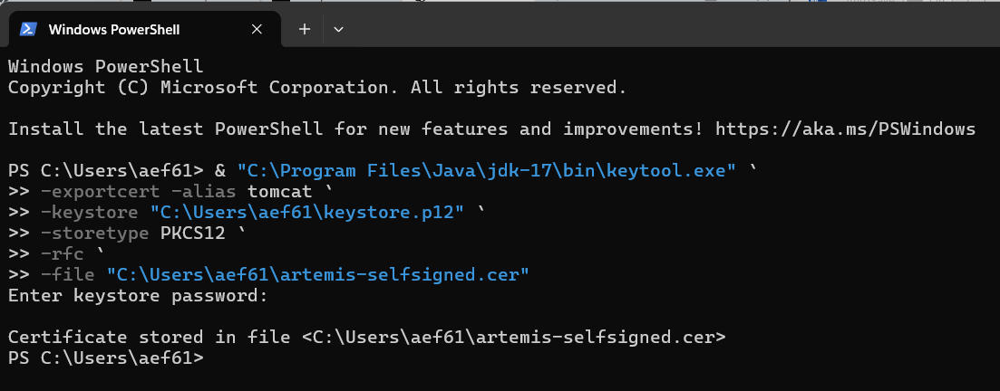 Windows PowerShell
Windows PowerShell
Copyright (C) Microsoft Corporation. All rights reserved.
Install the latest PowerShell for new features and improvements! https://aka.ms/PSWindows
PS C:\Users\aef61> & "C:\Program Files\Java\jdk-17\bin\keytool.exe" `
>> -exportcert -alias tomcat `
>> -keystore "C:\Users\aef61\keystore.p12" `
>> -storetype PKCS12 `
>> -rfc `
>> -file "C:\Users\aef61\artemis-selfsigned.cer"
Enter keystore password:
Certificate stored in file <C:\Users\aef61\artemis-selfsigned.cer>
PS C:\Users\aef61>